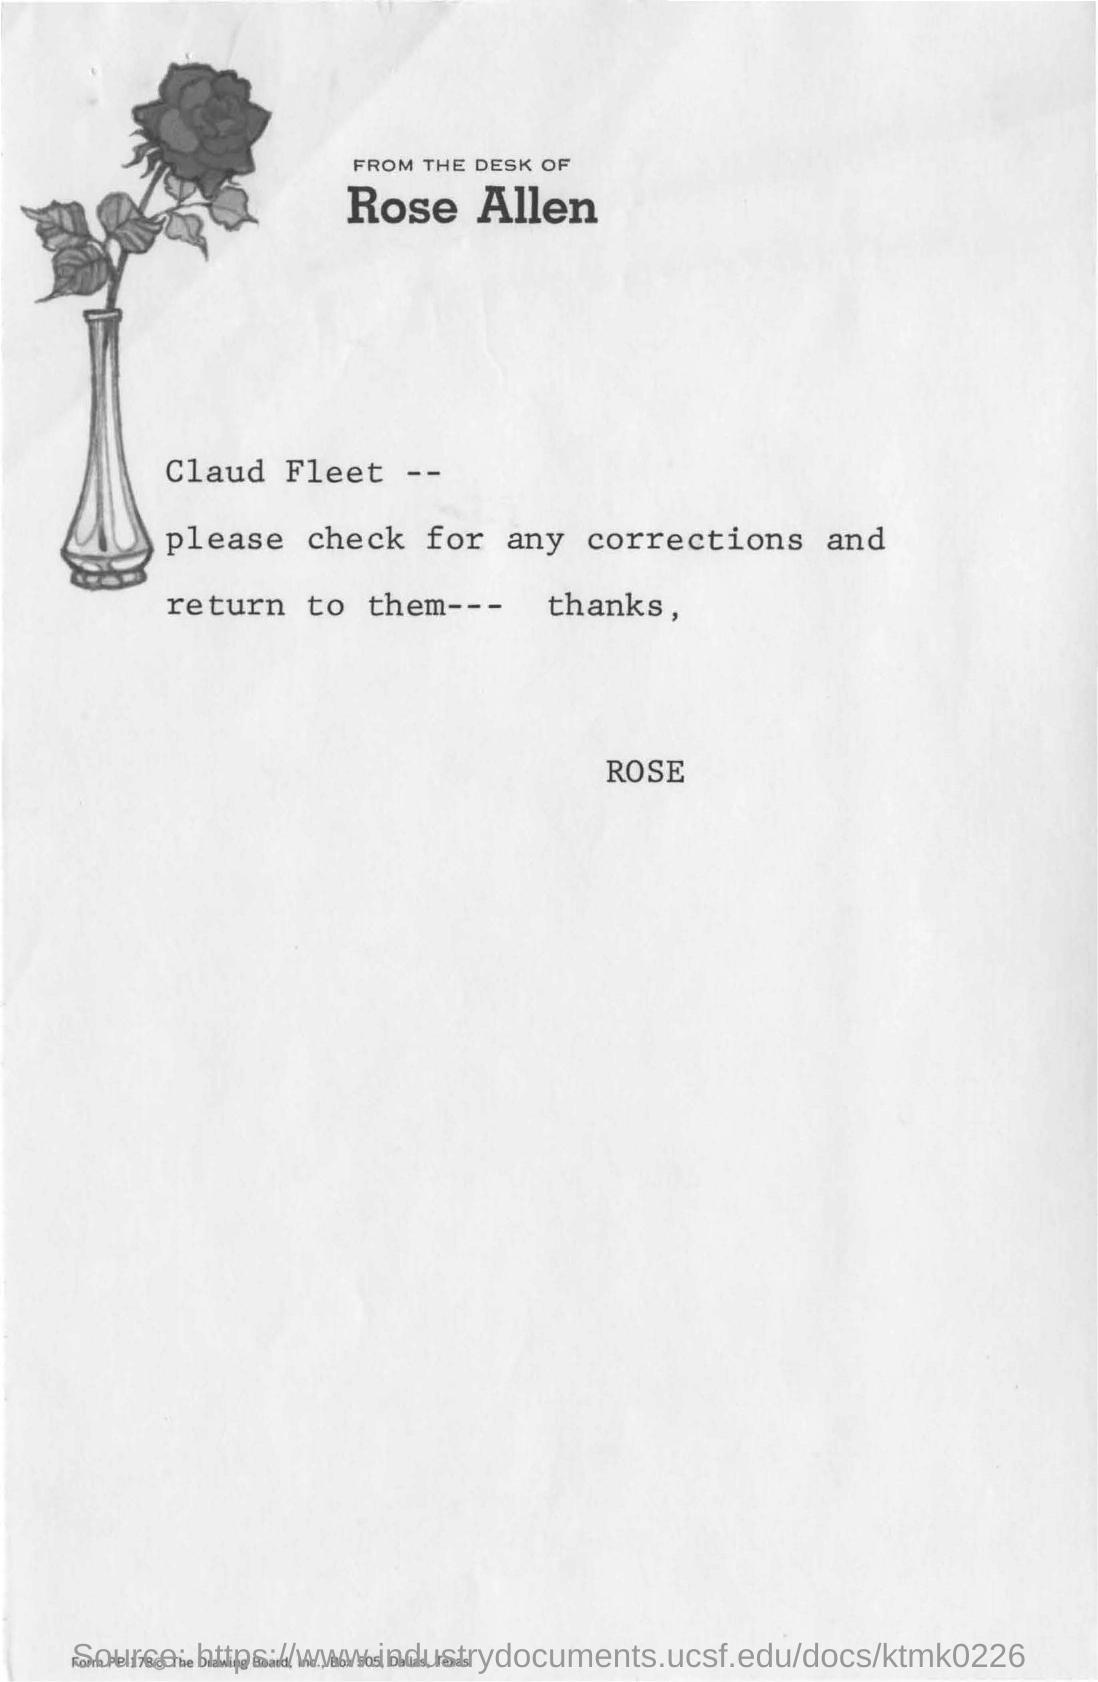 FROM THE DESK OF
Rose Allen
Claud Fleet --
please check for any corrections and
return to them--- thanks,
ROSE
Form PP-178© The Drawing Board, Inc., Box 505, Dallas, Texas
Source: https://www.industrydocuments.ucsf.edu/docs/ktmk0226